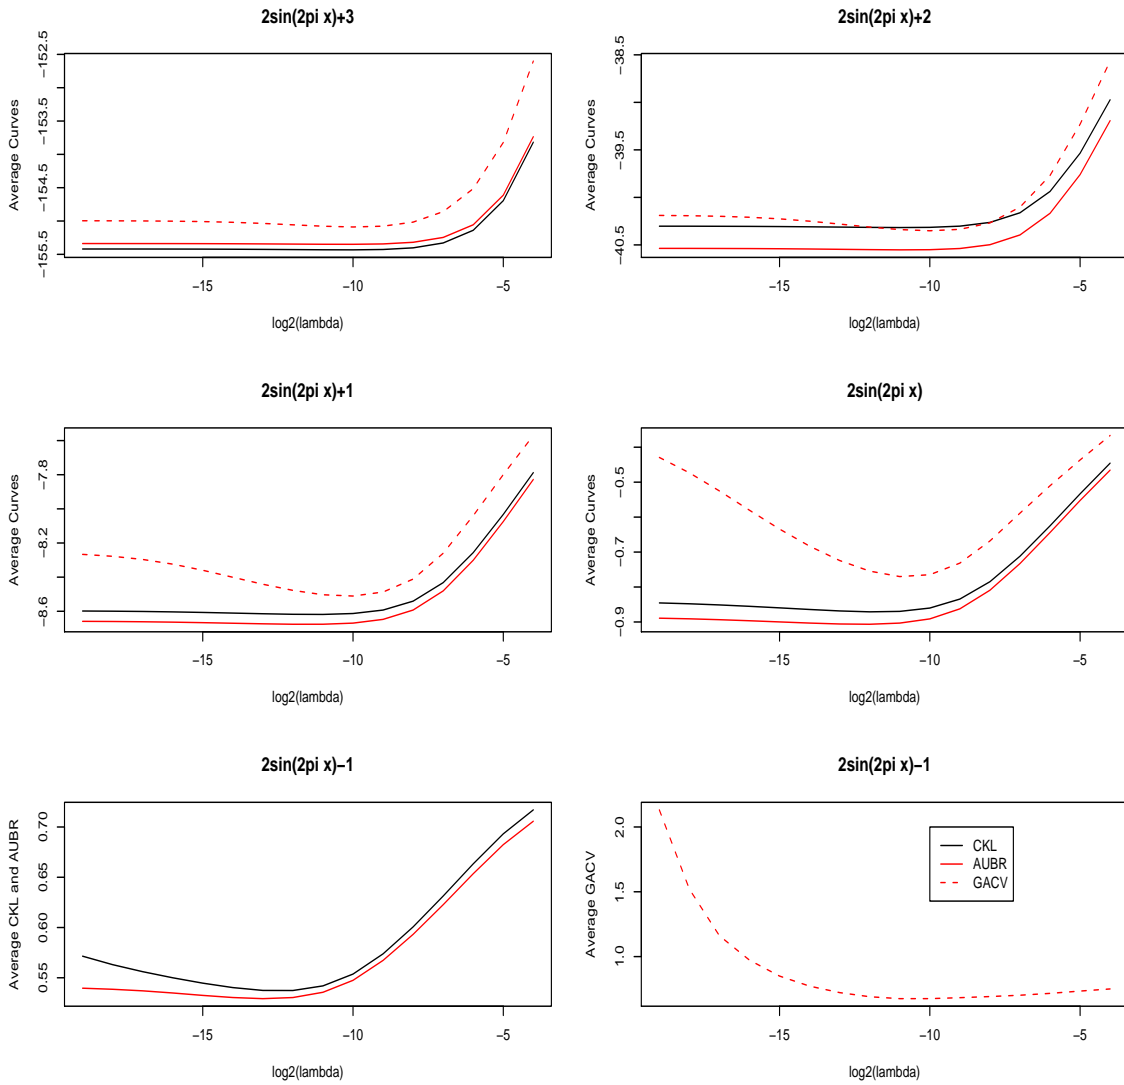 2sin(2pi x)+3
Average Curves
−152.5
−153.5
−154.5
−155.5
−15
−10
−5
log2(lambda)
2sin(2pi x)+2
Average Curves
−38.5
−39.5
−40.5
−15
−10
−5
log2(lambda)
2sin(2pi x)+1
Average Curves
−7.8
−8.2
−8.6
−15
−10
−5
log2(lambda)
2sin(2pi x)
Average Curves
−0.5
−0.7
−0.9
−15
−10
−5
log2(lambda)
2sin(2pi x)−1
Average CKL and AUBR
0.70
0.65
0.60
0.55
−15
−10
−5
log2(lambda)
2sin(2pi x)−1
Average GACV
2.0
1.5
1.0
CKL
AUBR
GACV
−15
−10
−5
log2(lambda)